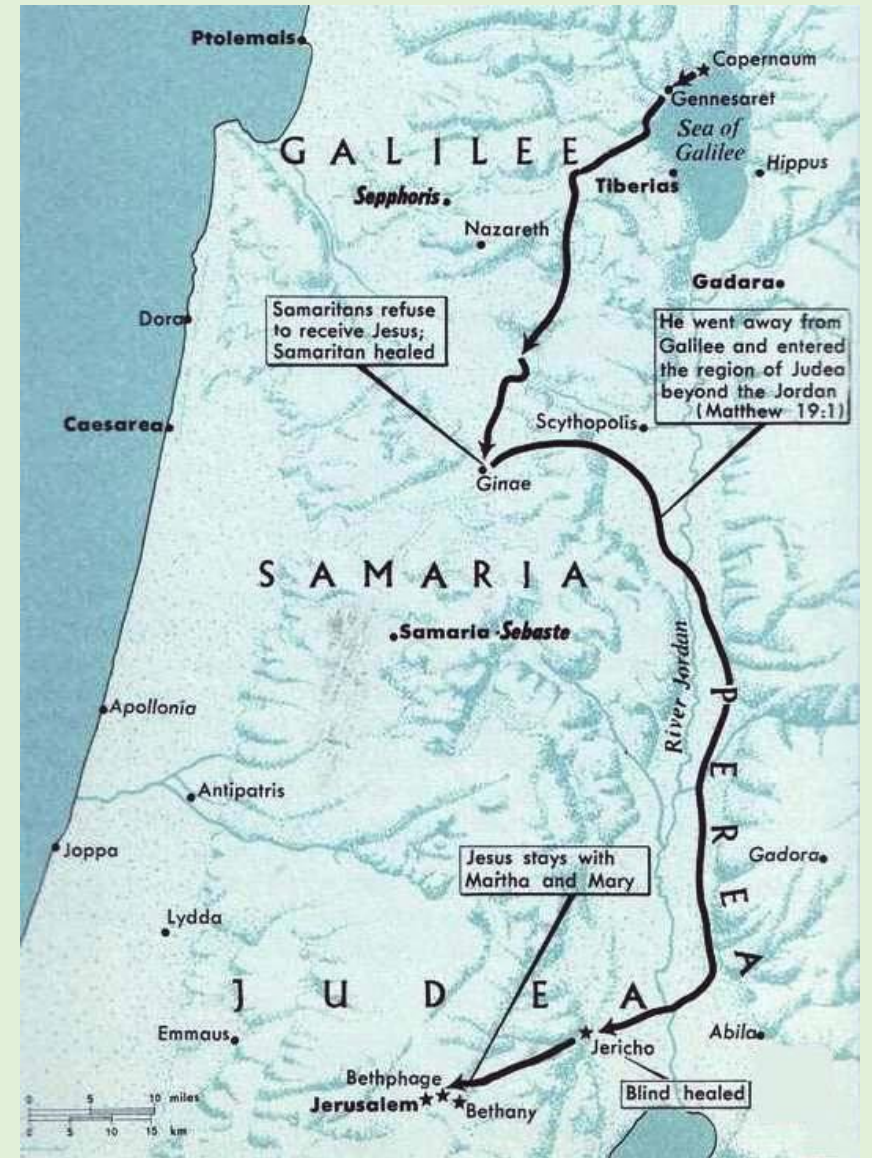 Ptolemais
Capernaum
Gennesaret
Sea of
Galilee
GALILEE
Hippus
Tiberias
Sepphoris
Nazareth
Gadara
Samaritans refuse
to receive Jesus;
Samaritan healed
Dora
He went away from
Galilee and entered
the region of Judea
beyond the Jordan
(Matthew 19:1)
Caesarea
Scythopolis
Ginae
SAMARIA
Samaria-Sebaste
River Jordan
PEREA
Apollonia
Antipatris
Joppa
Jesus stays with
Martha and Mary
Gadora
Lydda
JUDEA
Emmaus
Jericho
Abila
Bethphage
Jerusalem
Bethany
Blind healed
0 5 10 miles
0 5 10 15 km